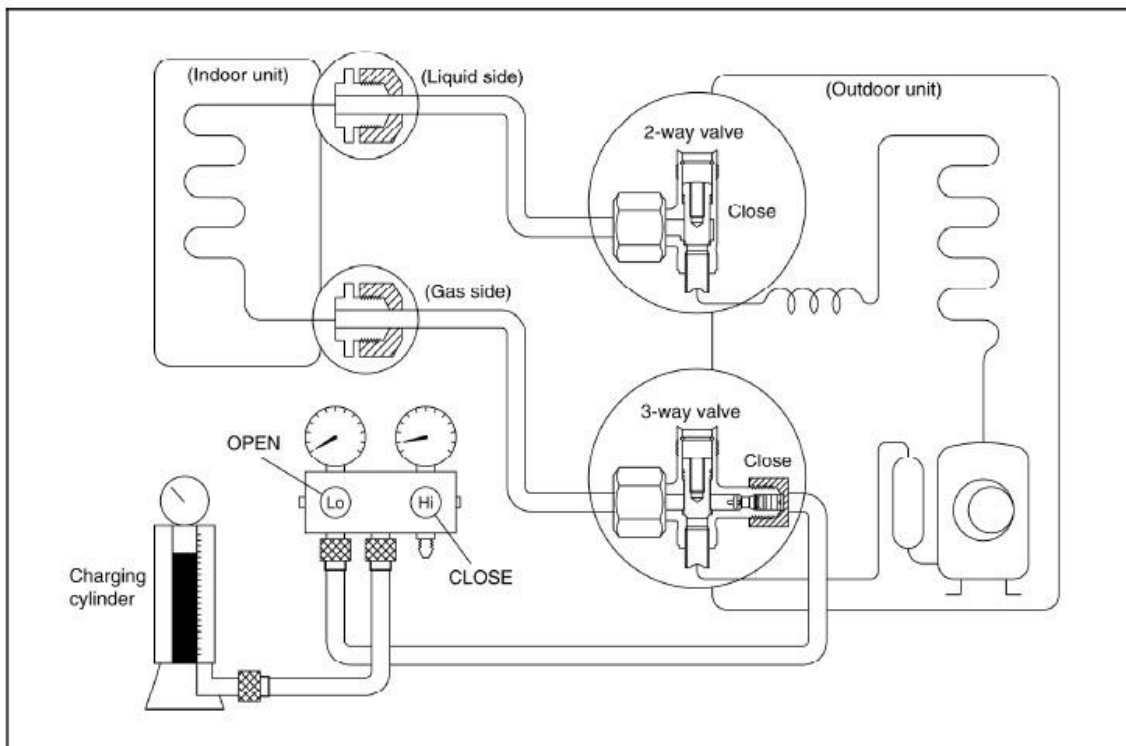 (Indoor unit)
(Liquid side)
(Outdoor unit)
2-way valve
Close
(Gas side)
3-way valve
Close
OPEN
Lo
Hi
CLOSE
Charging
cylinder